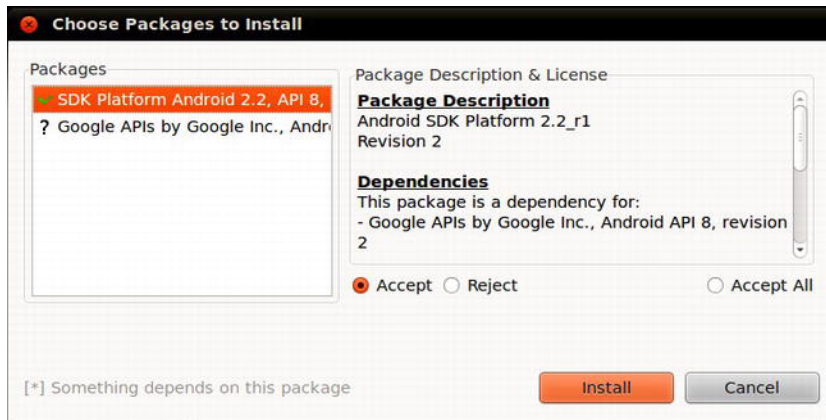 Choose Packages to Install
Packages
SDK Platform Android 2.2, API 8,
? Google APIs by Google Inc., Andr
Package Description & License
Package Description
Android SDK Platform 2.2_r1
Revision 2
Dependencies
This package is a dependency for:
- Google APIs by Google Inc., Android API 8, revision
2
Accept
Reject
Accept All
[*] Something depends on this package
Install
Cancel